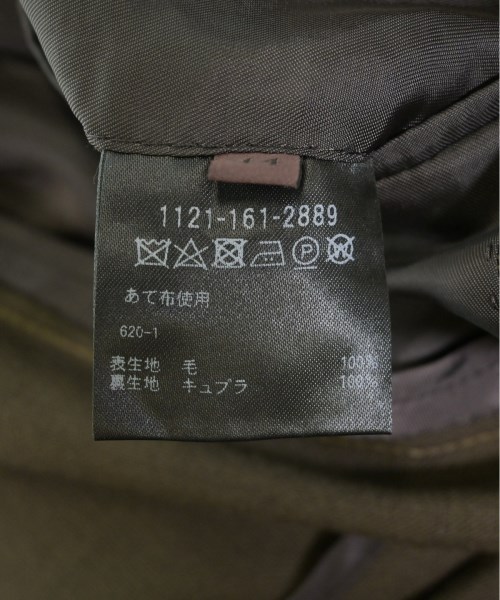 1121-161-2889
P W
あて布使用
620-1
表生地 毛 100%
裏生地 キュプラ 100%